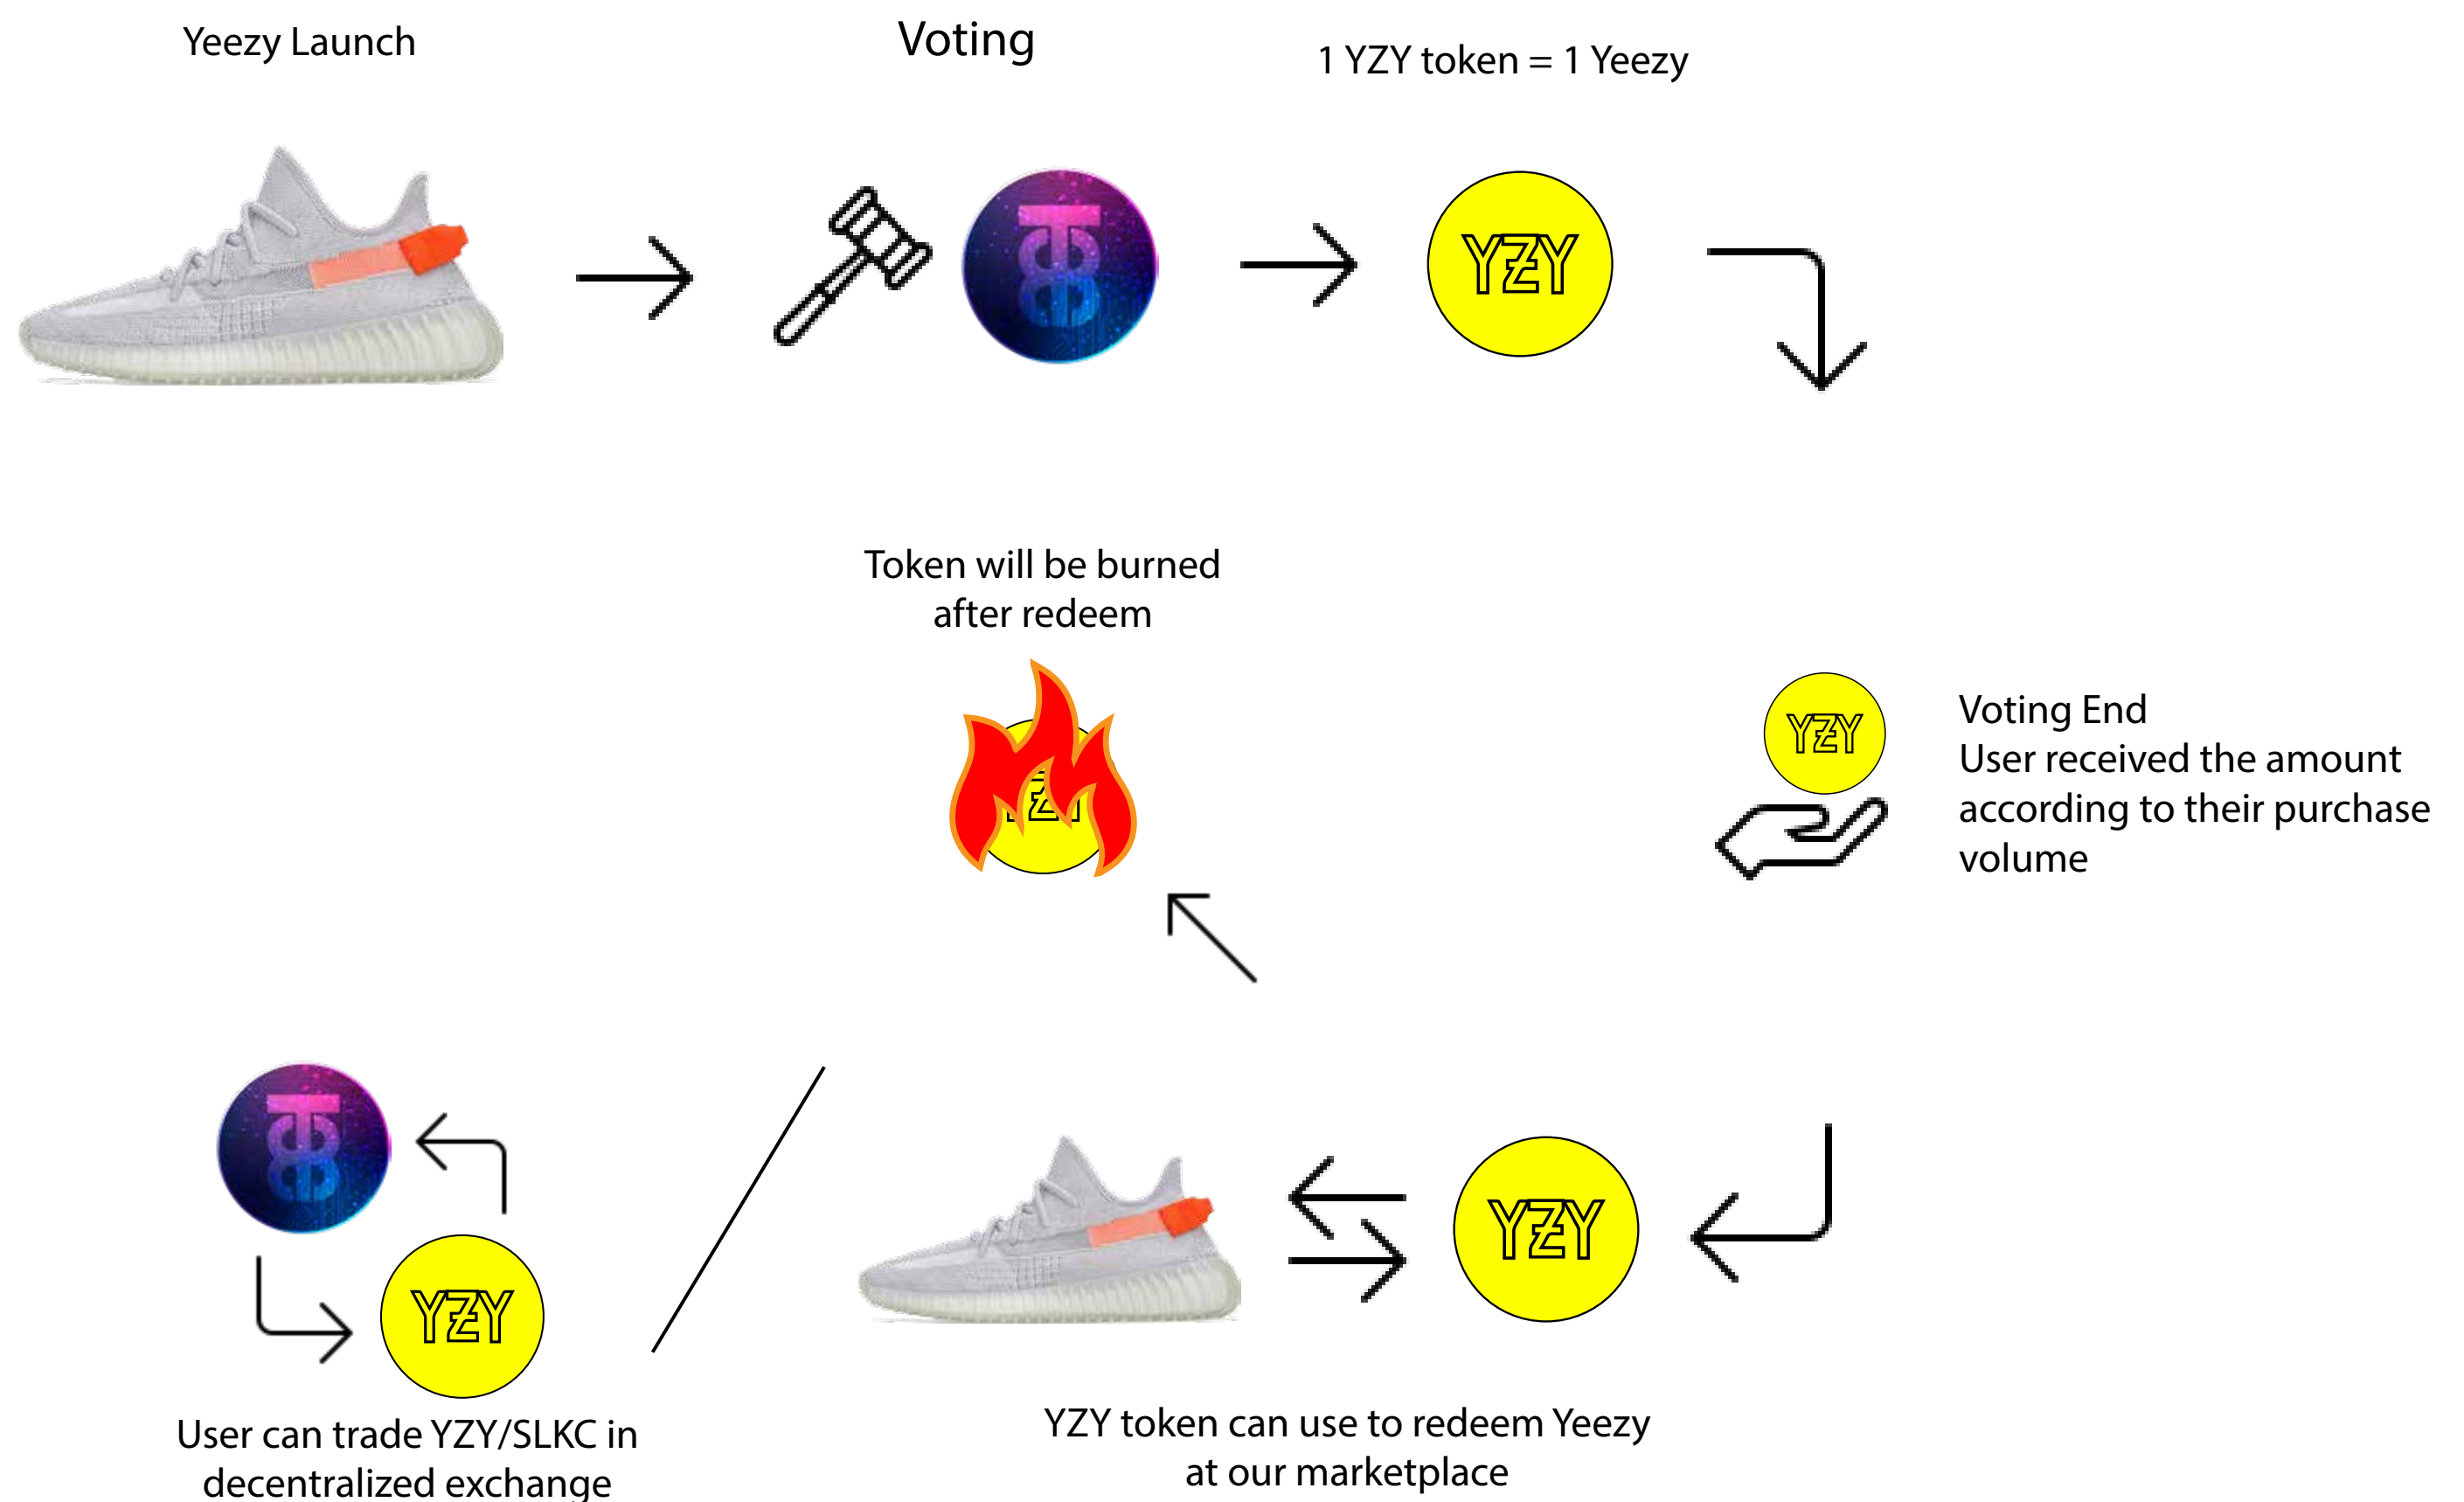 Yeezy Launch
Voting
1 YZY token = 1 Yeezy
YZY
Token will be burned
after redeem
YZY
Voting End
User received the amount
according to their purchase
volume
YZY
YZY
YZY
User can trade YZY/SLKC in
decentralized exchange
YZY token can use to redeem Yeezy
at our marketplace